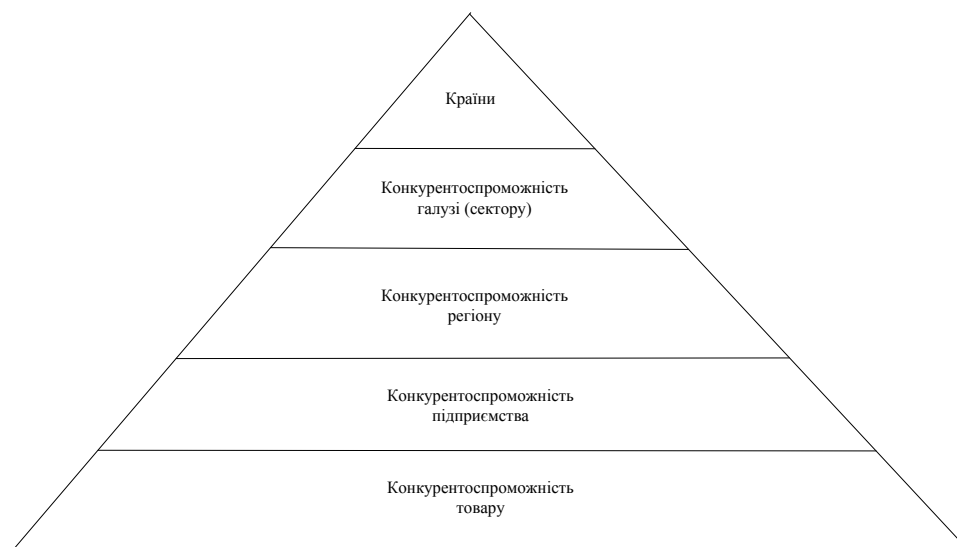 Країни
Конкурентоспроможність
галузі (сектору)
Конкурентоспроможність
регіону
Конкурентоспроможність
підприємства
Конкурентоспроможність
товару